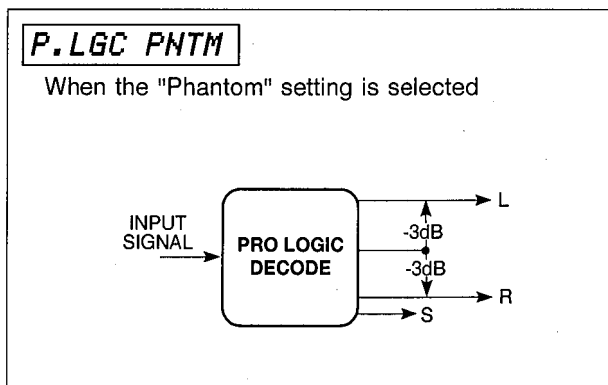 P.LGC PNTM
When the "Phantom" setting is selected
INPUT
SIGNAL
PRO LOGIC
DECODE
L
-3dB
-3dB
R
S